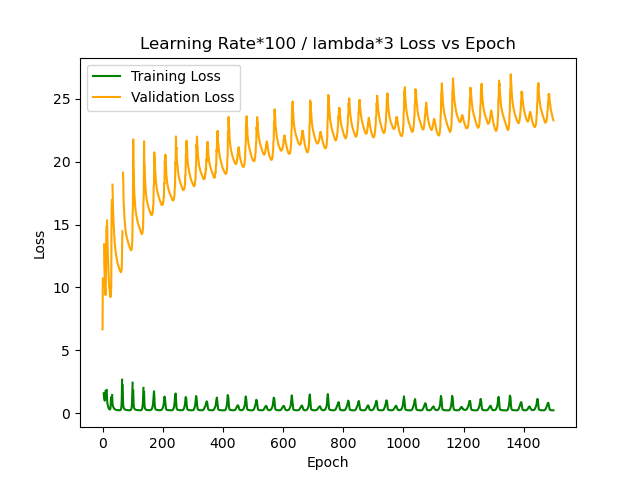 Learning Rate*100 / lambda*3 Loss vs Epoch
Training Loss
Validation Loss
25
20
15
10
5
0
Loss
0 200 400 600 800 1000 1200 1400
Epoch